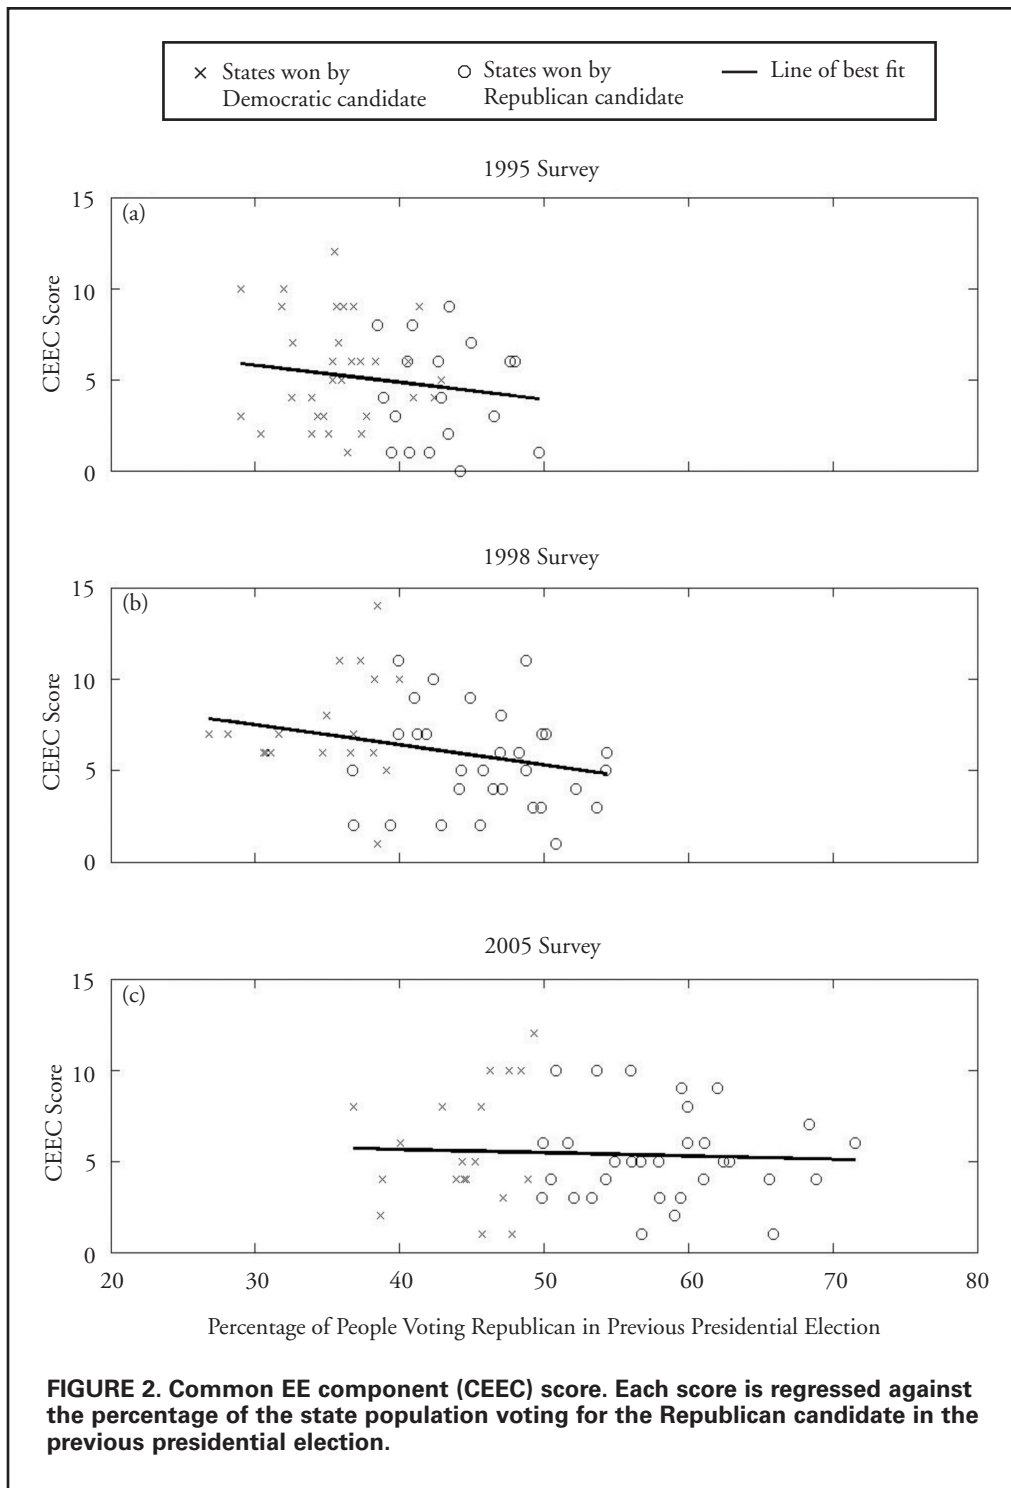 × States won by Democratic candidate
○ States won by Republican candidate
Line of best fit
1995 Survey
(a)
15
10
5
0
CEEC Score
1998 Survey
(b)
15
10
5
0
CEEC Score
2005 Survey
(c)
15
10
5
0
CEEC Score
20 30 40 50 60 70 80
Percentage of People Voting Republican in Previous Presidential Election
FIGURE 2. Common EE component (CEEC) score. Each score is regressed against
the percentage of the state population voting for the Republican candidate in the
previous presidential election.